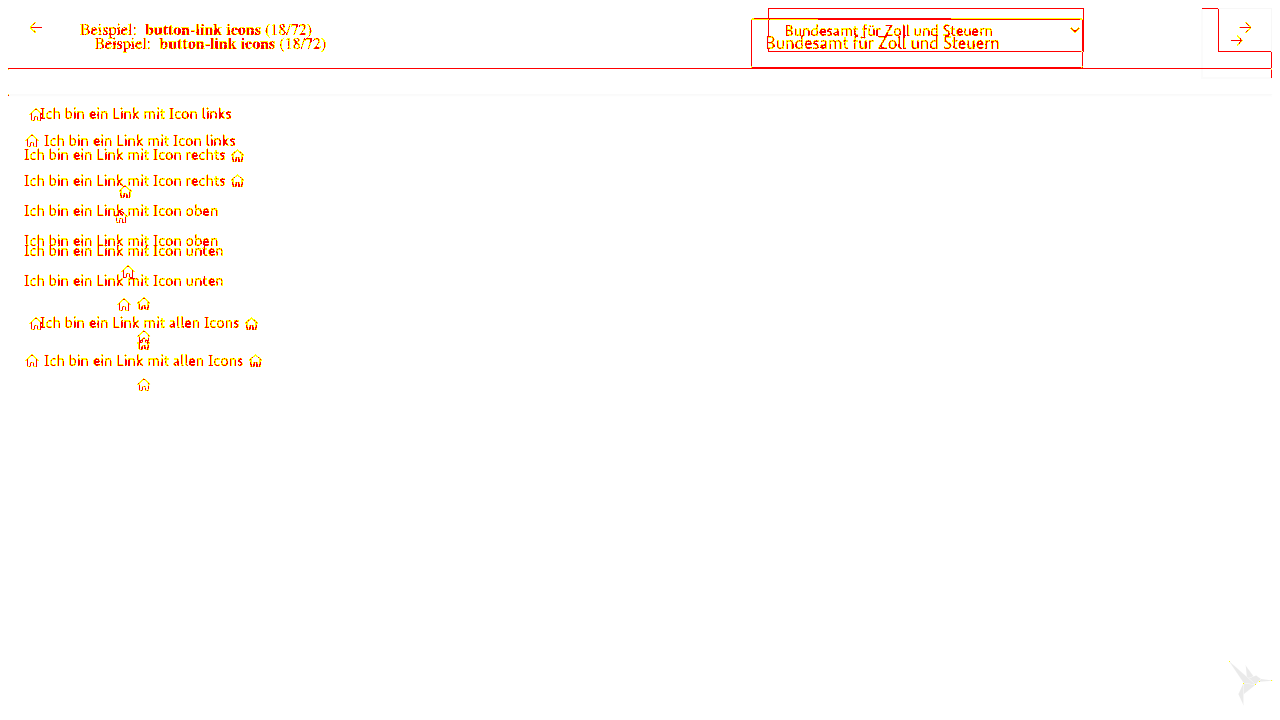 Beispiel: button-link icons (18/72)
Bundesamt für Zoll und Steuern
Beispiel: button-link icons (18/72)
Bundesamt für Zoll und Steuern
Ich bin ein Link mit Icon links
Ich bin ein Link mit Icon links
Ich bin ein Link mit Icon rechts
Ich bin ein Link mit Icon rechts
Ich bin ein Link mit Icon oben
Ich bin ein Link mit Icon oben
Ich bin ein Link mit Icon unten
Ich bin ein Link mit Icon unten
Ich bin ein Link mit allen Icons
Ich bin ein Link mit allen Icons